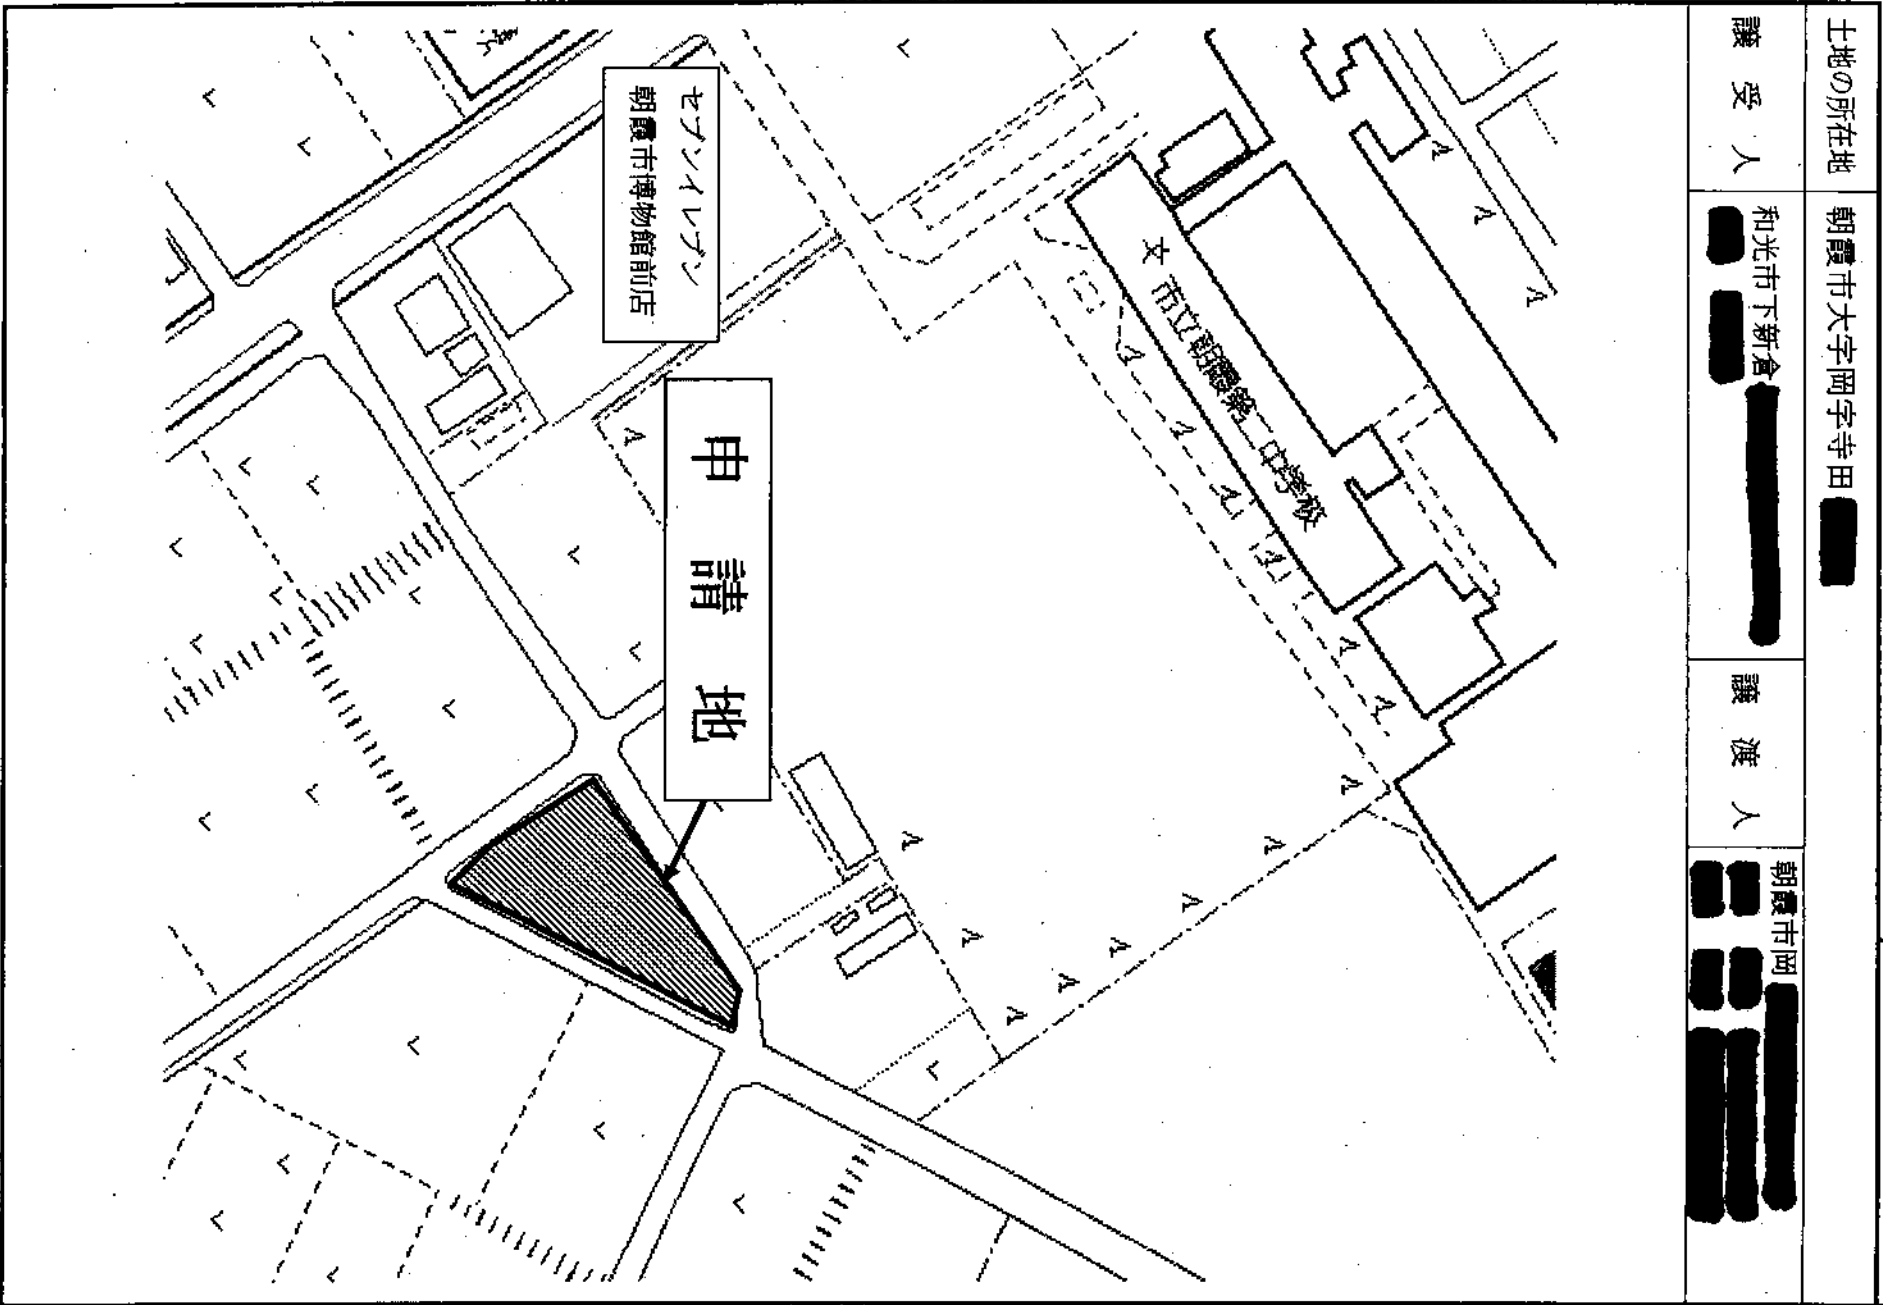 土地の所在地
朝霞市大字岡字寺田
譲受人
和光市下新倉
譲渡人
朝霞市岡
文
市立朝霞第二中学校
セブンイレブン
朝霞市博物館前店
申請地